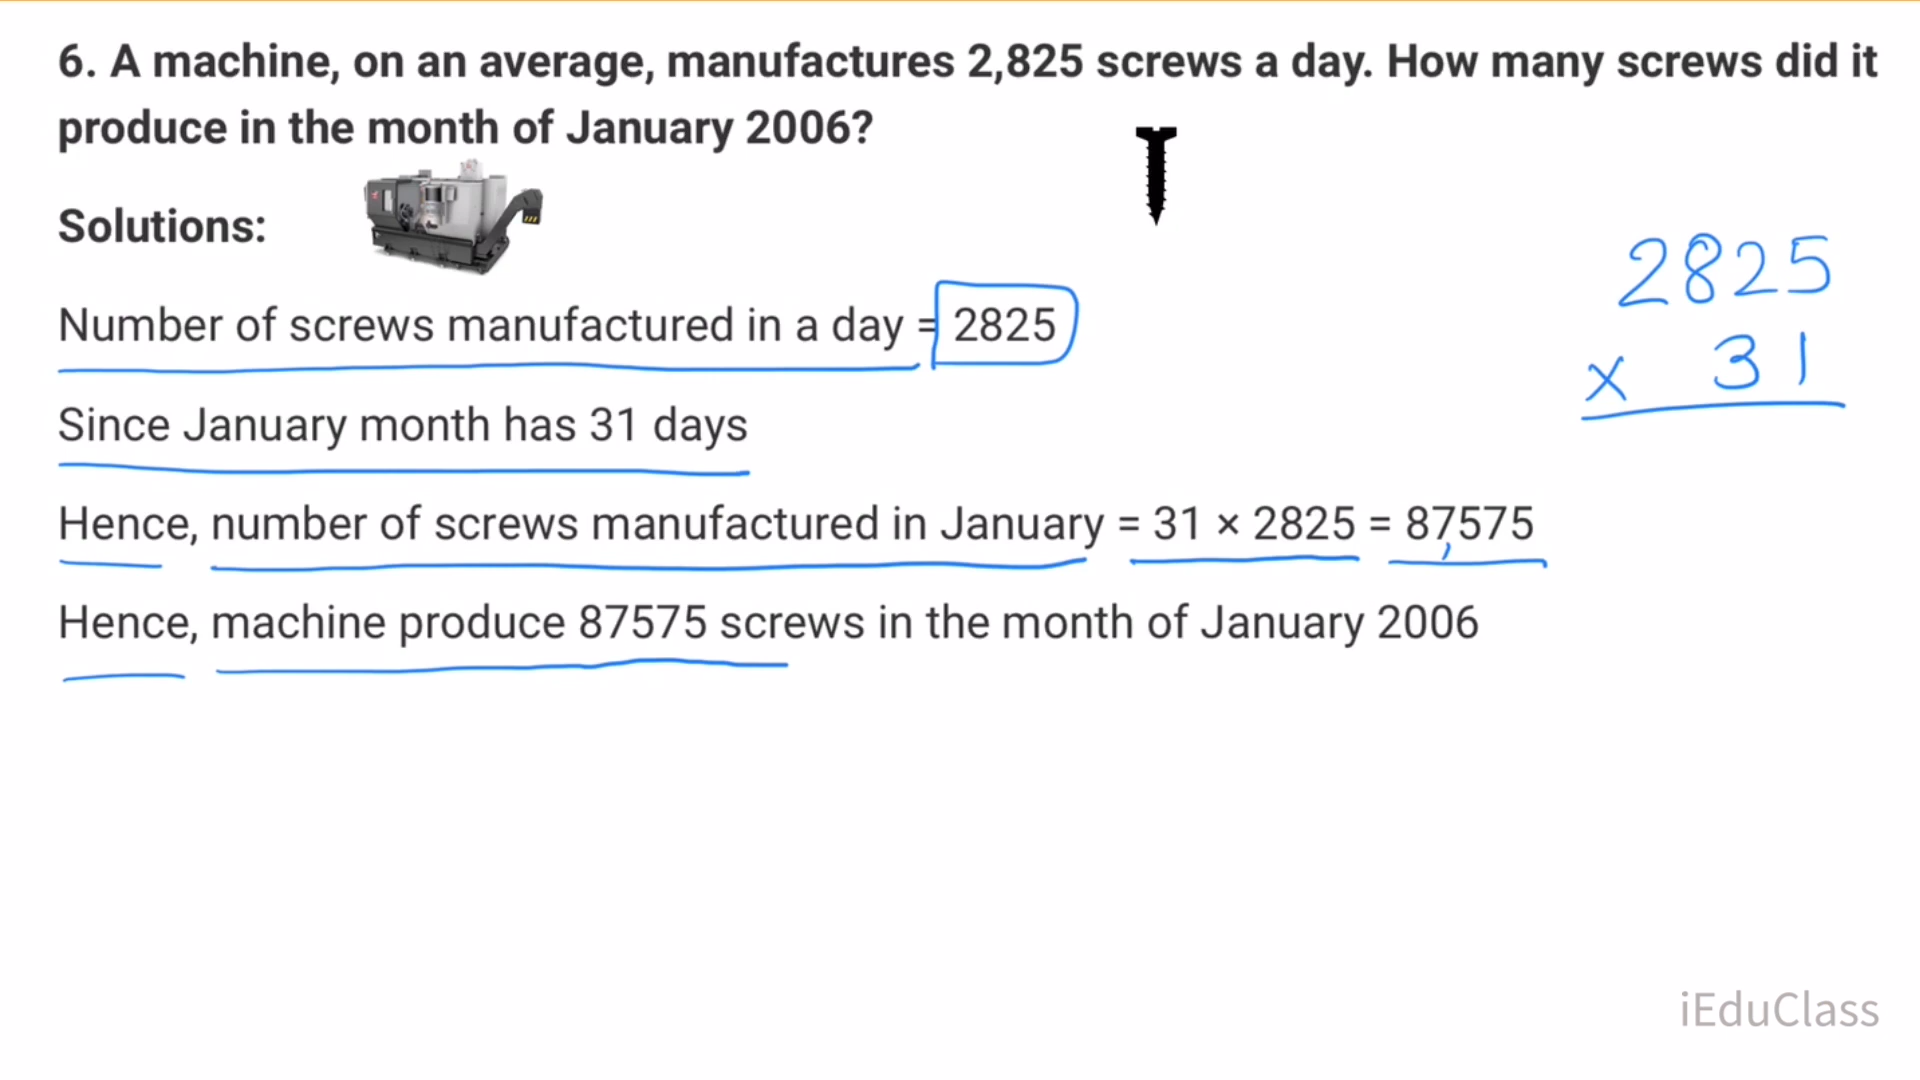 6. A machine, on an average, manufactures 2,825 screws a day. How many screws did it
produce in the month of January 2006?
Solutions:
Number of screws manufactured in a day = 2825
Since January month has 31 days
Hence, number of screws manufactured in January = 31 × 2825 = 87575
Hence, machine produce 87575 screws in the month of January 2006
2825
x 31
iEduClass